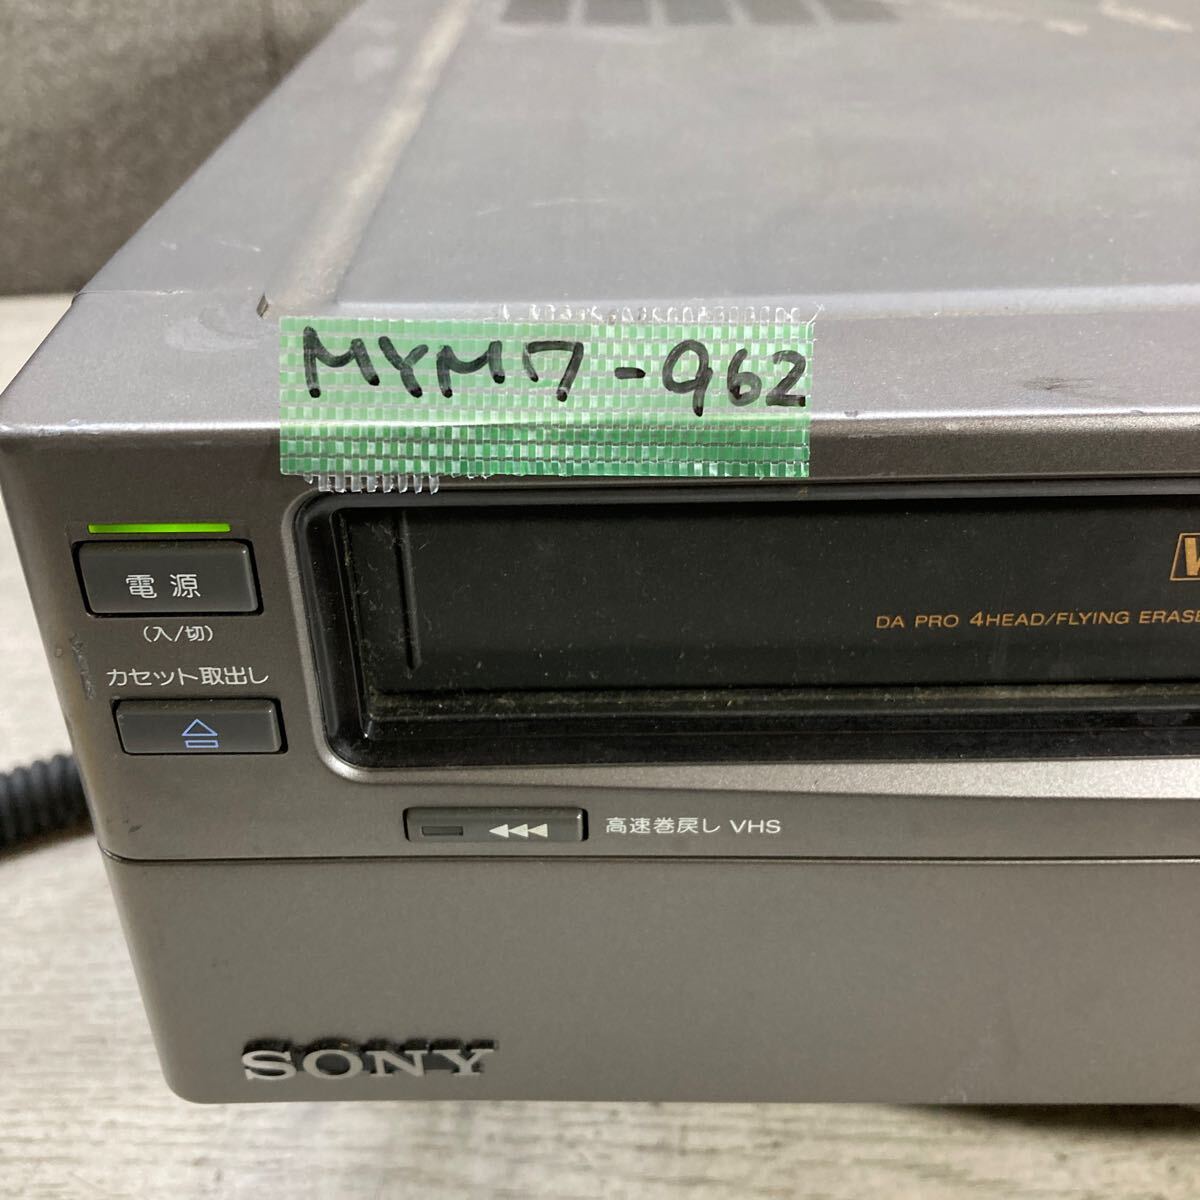 MYM7-962
電源
(入/切)
カセット取出し
DA PRO 4HEAD/FLYING ERASE
高速巻戻し VHS
SONY